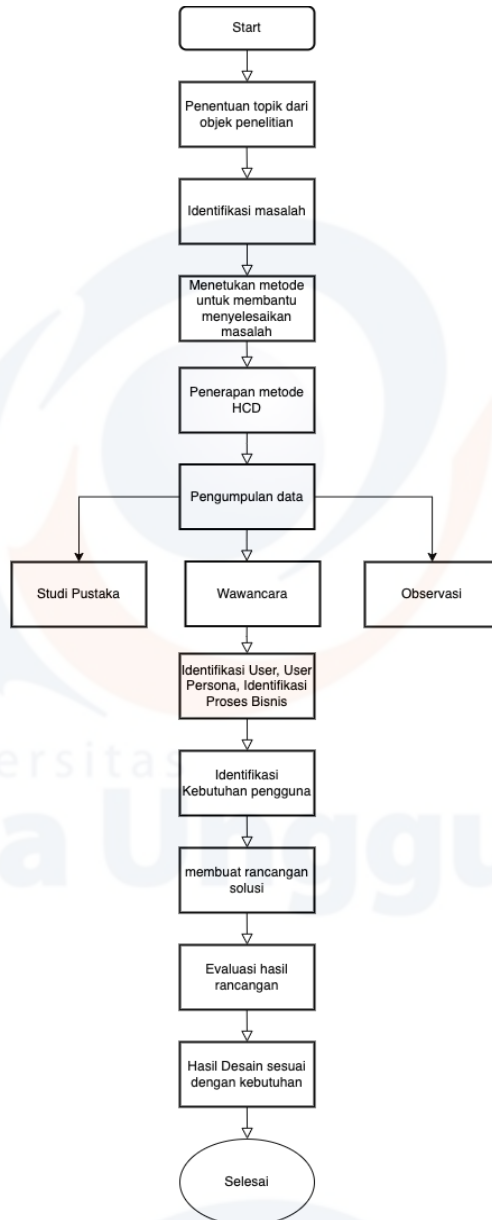 Start
Penentuan topik dari
objek penelitian
Identifikasi masalah
Menetukan metode
untuk membantu
menyelesaikan
masalah
Penerapan metode
HCD
Pengumpulan data
Studi Pustaka
Wawancara
Observasi
Identifikasi User, User
Persona, Identifikasi
Proses Bisnis
ersitas
Identifikasi
Kebutuhan pengguna
a Unggu
membuat rancangan
solusi
Evaluasi hasil
rancangan
Hasil Desain sesuai
dengan kebutuhan
Selesai